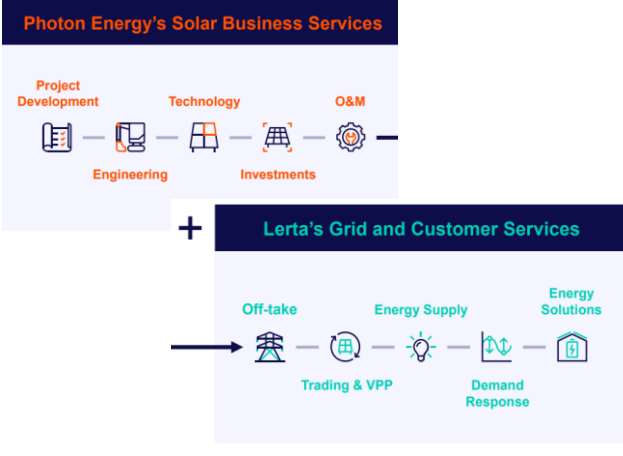 Photon Energy's Solar Business Services
Project
Development
Technology
O&M
Engineering
Investments
+
Lerta's Grid and Customer Services
Off-take
Energy Supply
Energy
Solutions
Trading & VPP
Demand
Response